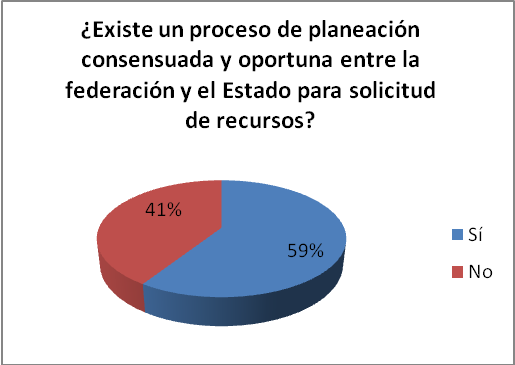 ¿Existe un proceso de planeación
consensuada y oportuna entre la
federación y el Estado para solicitud
de recursos?
41%
59%
Sí
No